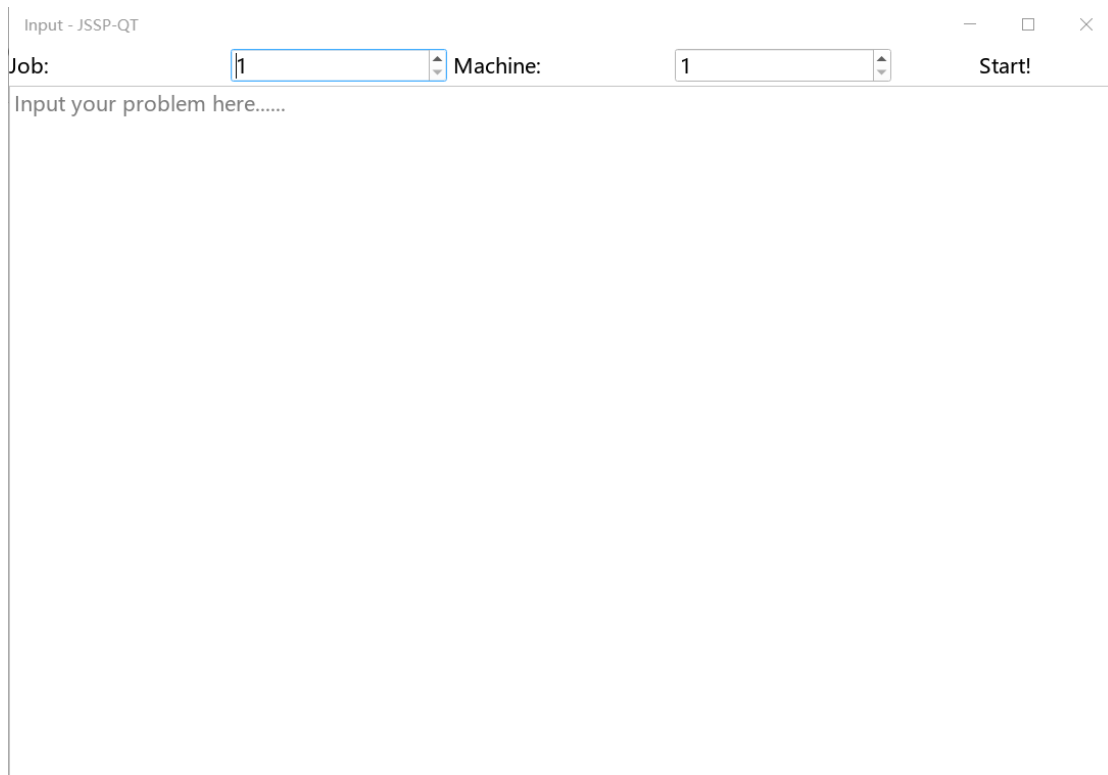 Input - JSSP-QT
Job: 1 Machine: 1 Start!
Input your problem here......